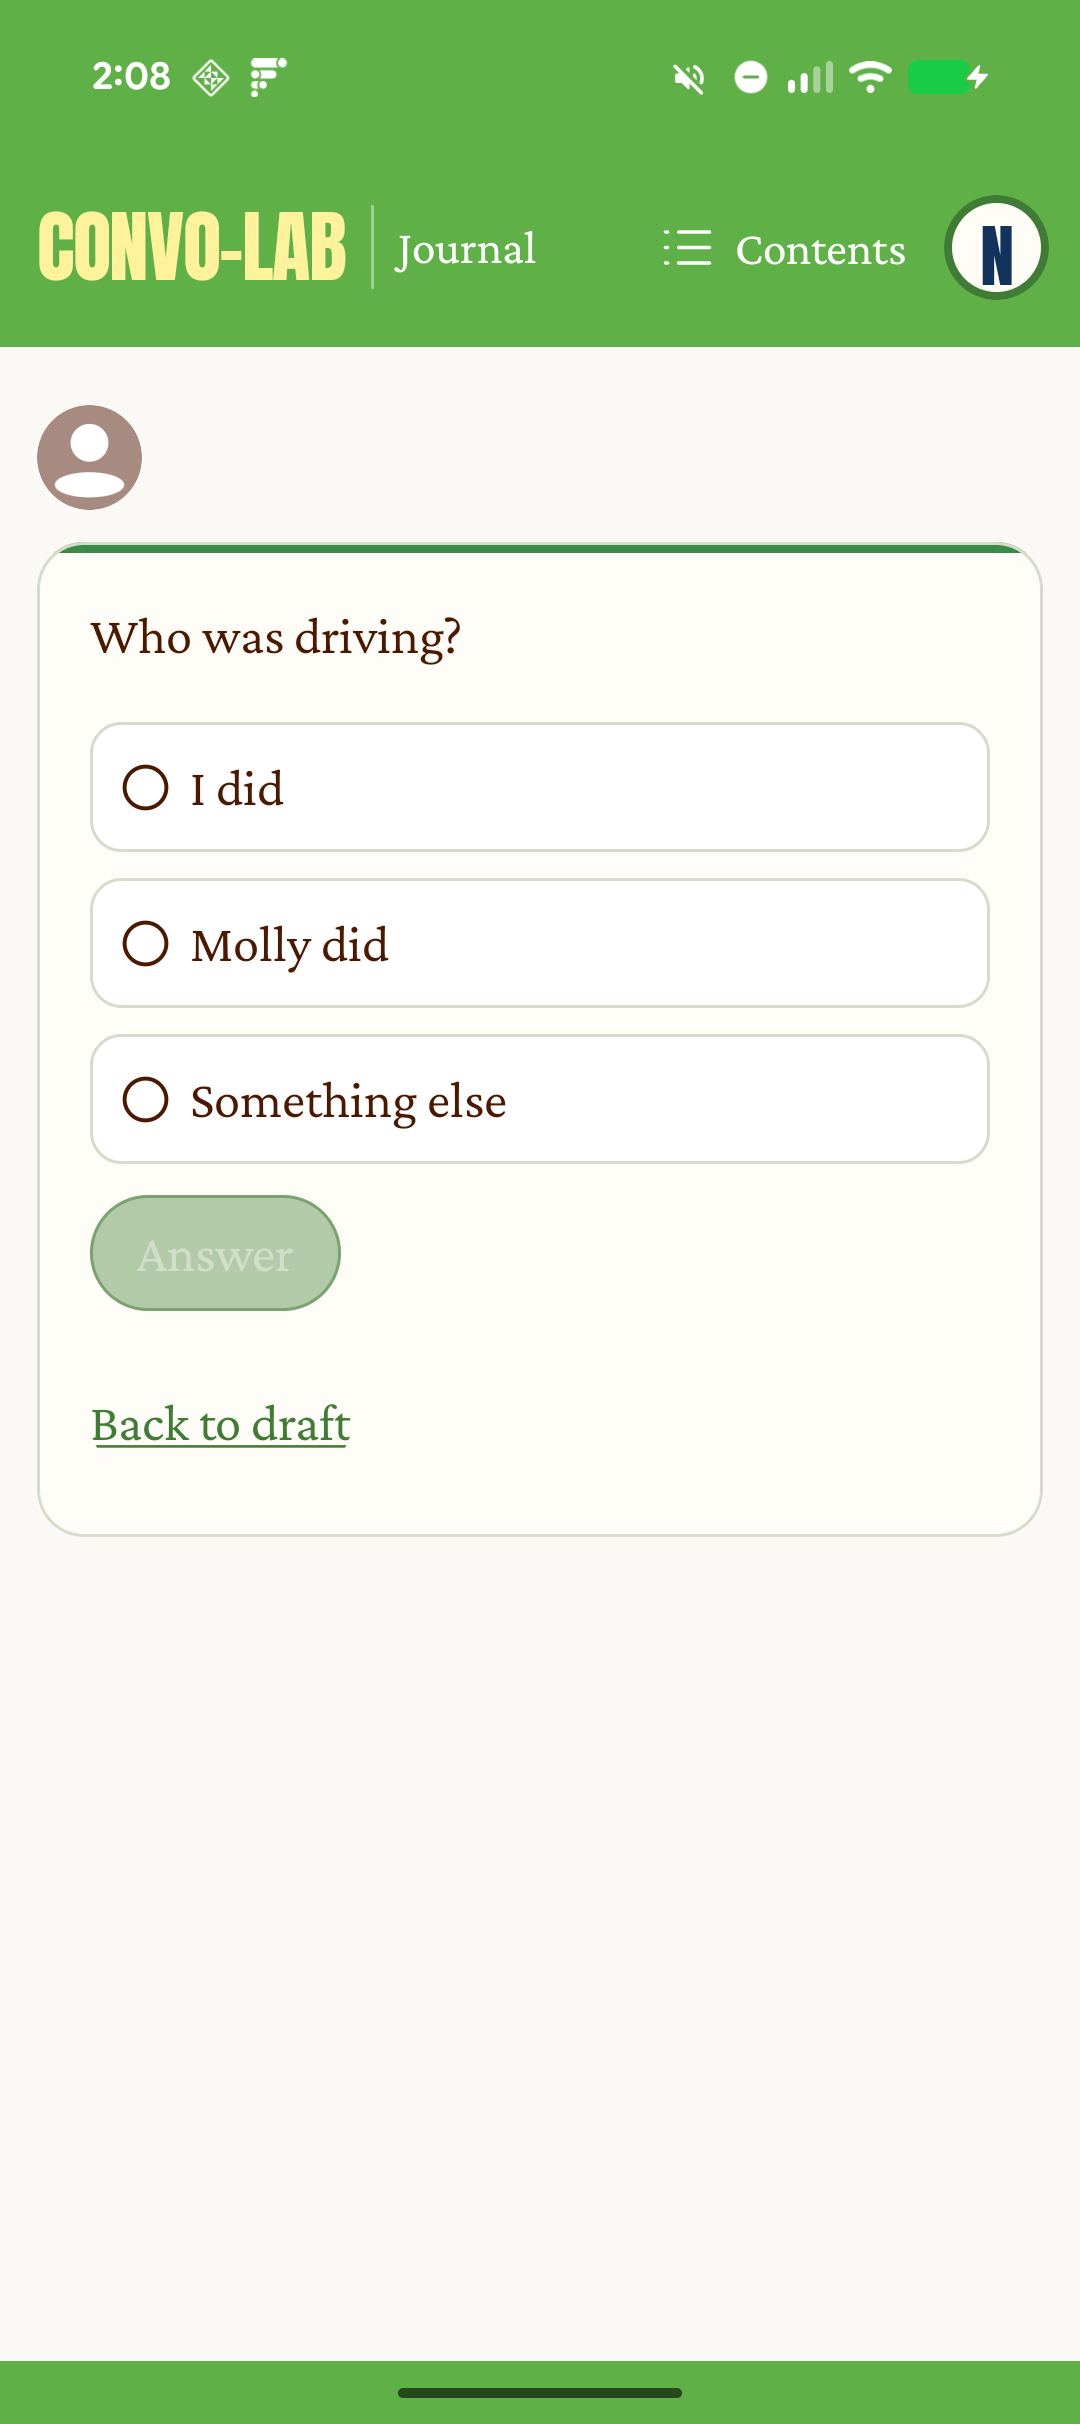 2:08
CONVO-LAB Journal Contents N
Who was driving?
I did
Molly did
Something else
Answer
Back to draft